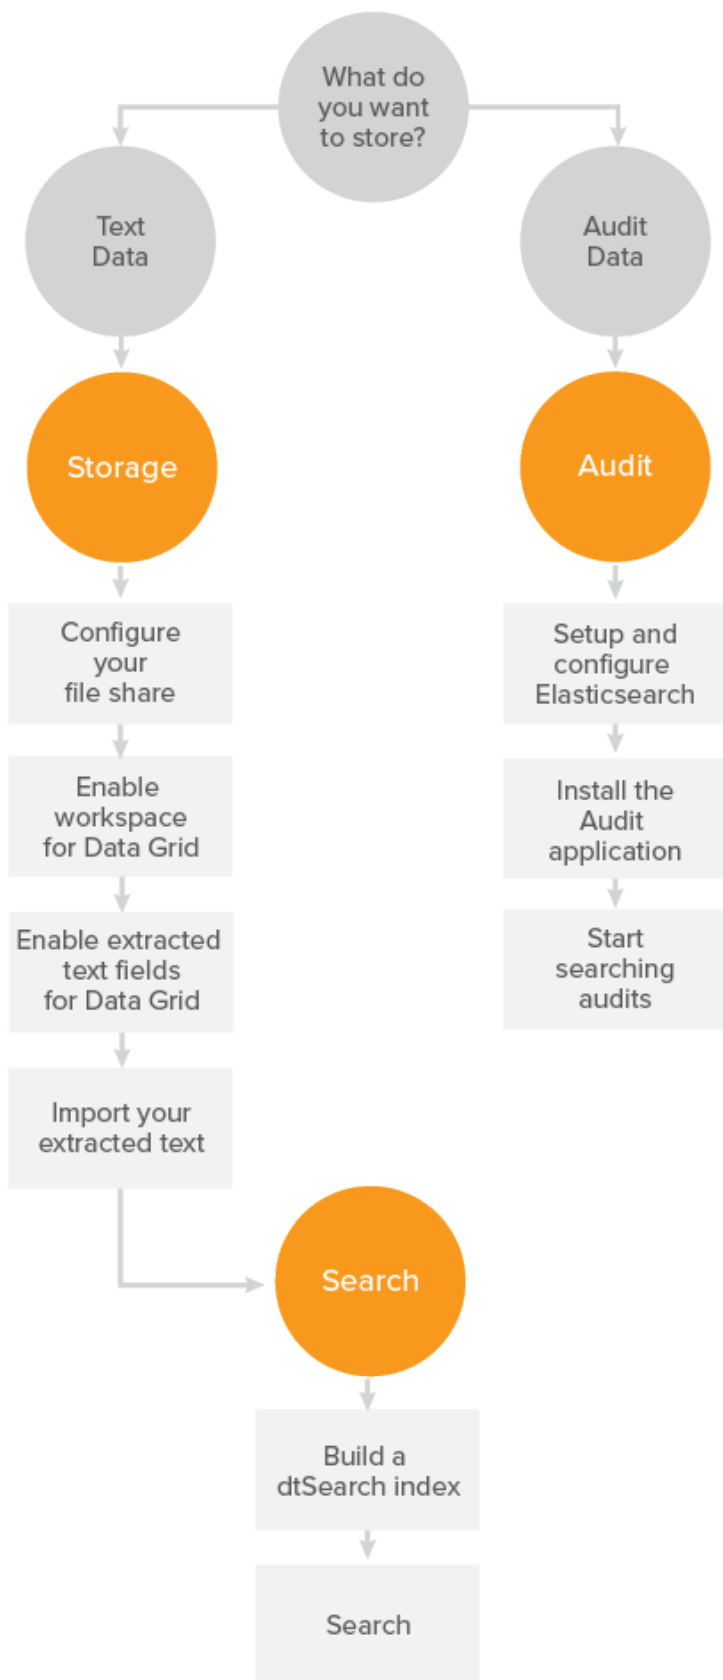 What do
you want
to store?
Text
Data
Audit
Data
Storage
Audit
Configure
your
file share
Setup and
configure
Elasticsearch
Enable
workspace
for Data Grid
Install the
Audit
application
Enable extracted
text fields
for Data Grid
Start
searching
audits
Import your
extracted text
Search
Build a
dtSearch index
Search